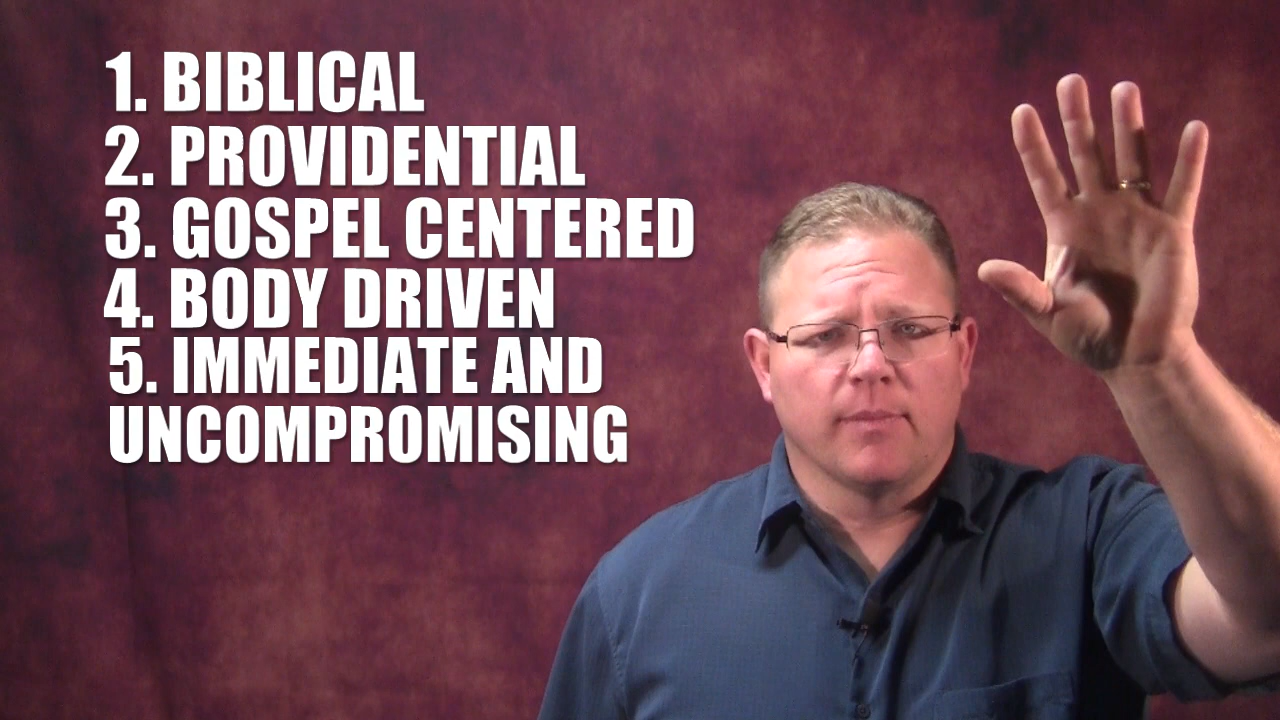 1. BIBLICAL
2. PROVIDENTIAL
3. GOSPEL CENTERED
4. BODY DRIVEN
5. IMMEDIATE AND
UNCOMPROMISING